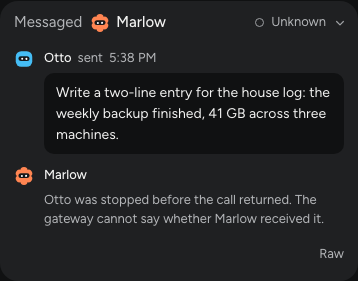 Messaged Marlow Unknown
Otto sent 5:38 PM
Write a two-line entry for the house log: the
weekly backup finished, 41 GB across three
machines.
Marlow
Otto was stopped before the call returned. The
gateway cannot say whether Marlow received it.
Raw